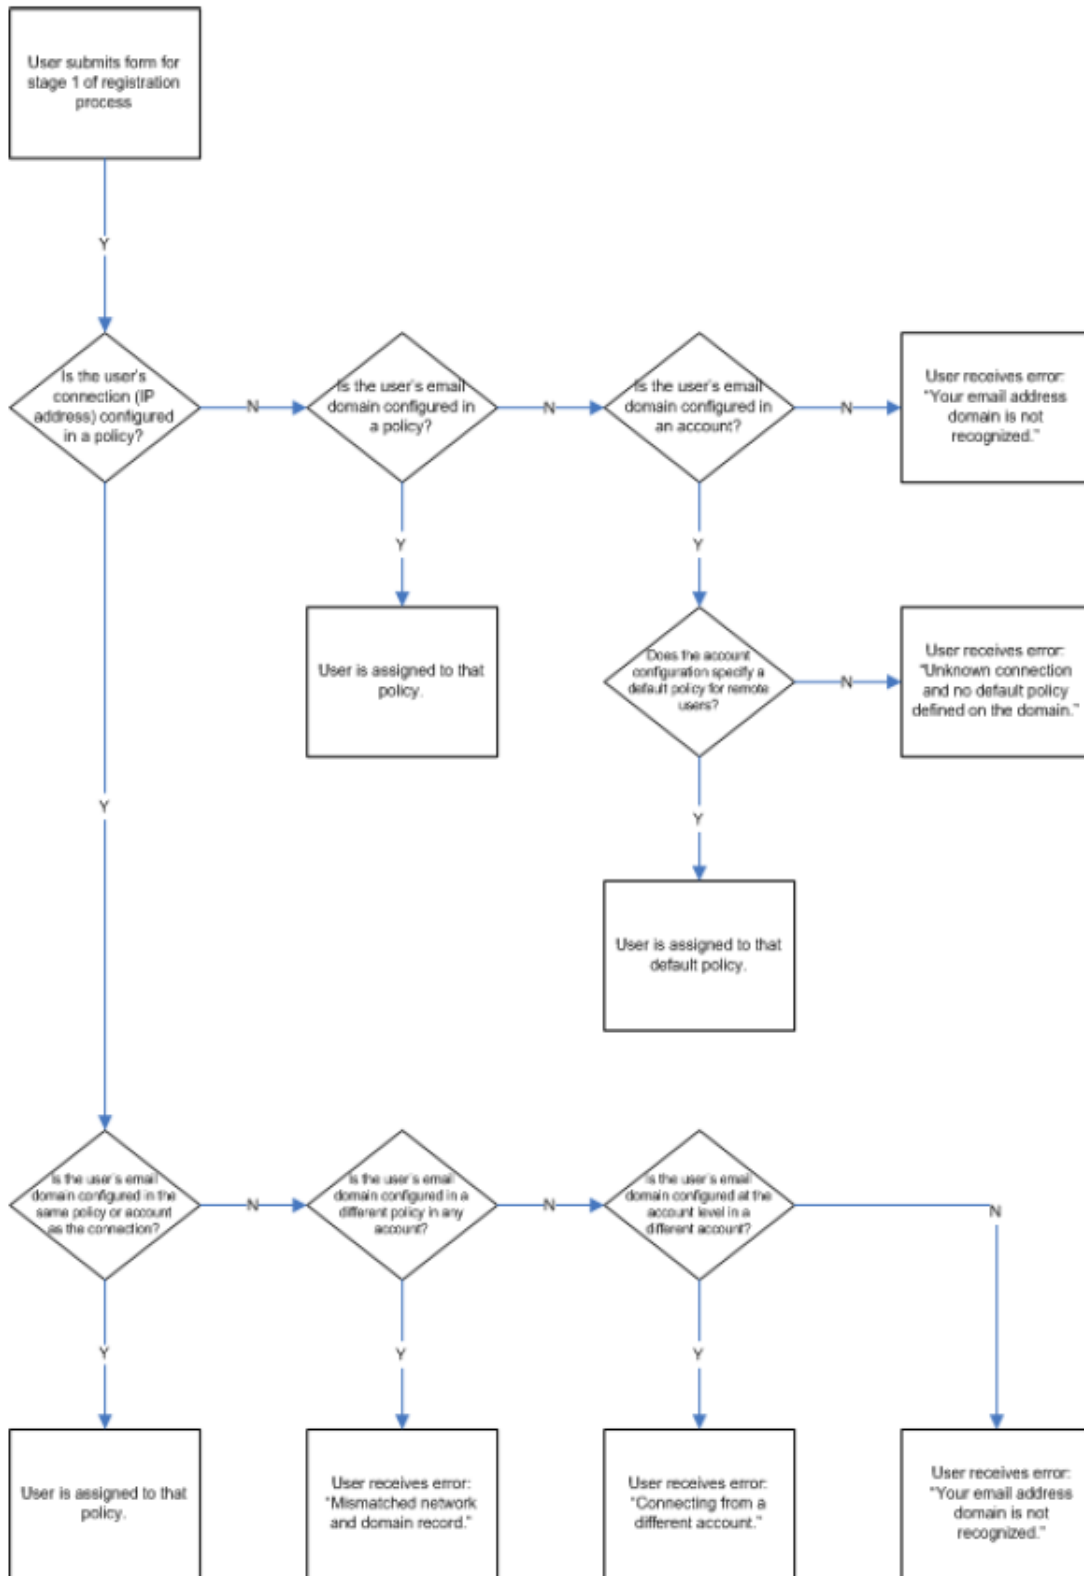 User submits form for
stage 1 of registration
process
Y
Is the user's
connection (IP
address) configured
in a policy?
N
Is the user's email
domain configured in
a policy?
N
Is the user's email
domain configured in
an account?
N
User receives error:
"Your email address
domain is not
recognized."
Y
Y
User is assigned to that
policy.
Does the account
configuration specify a
default policy for remote
users?
N
User receives error:
"Unknown connection
and no default policy
defined on the domain."
Y
Y
User is assigned to that
default policy.
Is the user's email
domain configured in the
same policy or account
as the connection?
N
Is the user's email
domain configured in a
different policy in any
account?
N
Is the user's email
domain configured at the
account level in a
different account?
N
Y
Y
Y
User is assigned to that
policy.
User receives error:
"Mismatched network
and domain record."
User receives error:
"Connecting from a
different account."
User receives error:
"Your email address
domain is not
recognized."